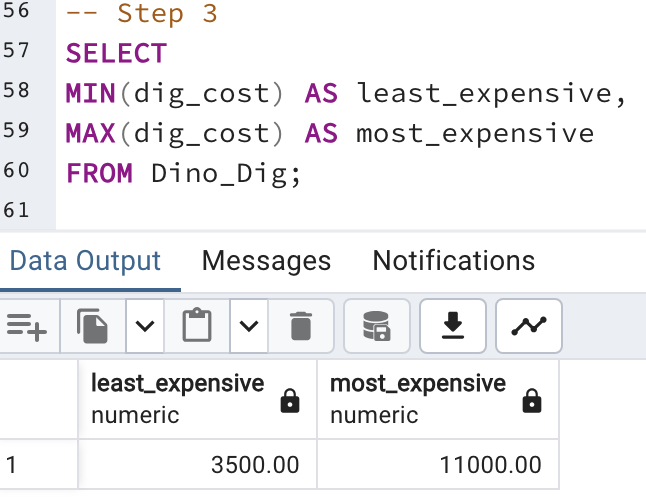 56 -- Step 3
57 SELECT
58 MIN(dig_cost) AS least_expensive,
59 MAX(dig_cost) AS most_expensive
60 FROM Dino_Dig;
61
Data Output Messages Notifications
least_expensive most_expensive
numeric numeric
1 3500.00 11000.00